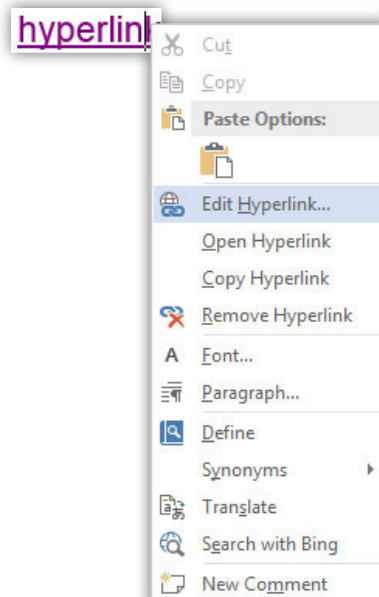 hyperlink
Cut
Copy
Paste Options:
Edit Hyperlink...
Open Hyperlink
Copy Hyperlink
Remove Hyperlink
Font...
Paragraph...
Define
Synonyms
Translate
Search with Bing
New Comment